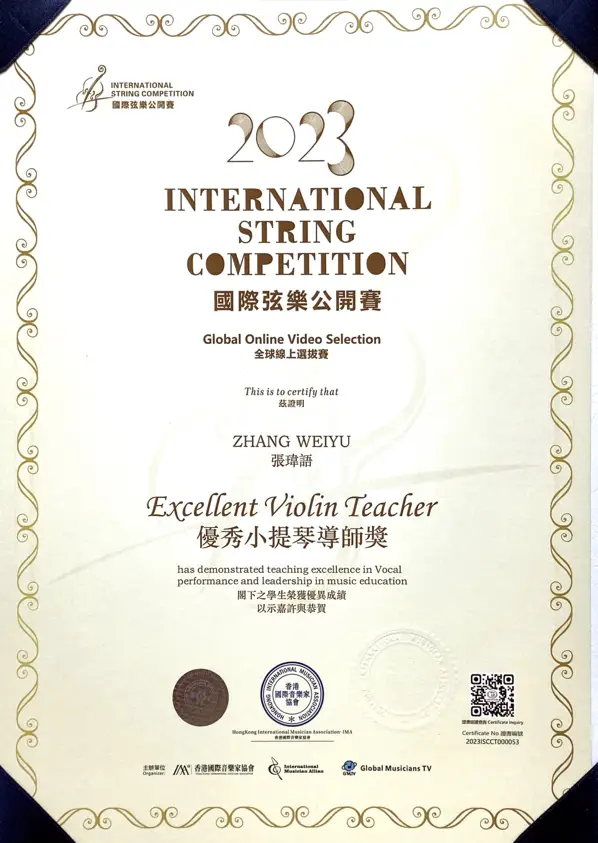 INTERNATIONAL
STRING COMPETITION
國際弦樂公開賽
2023
INTERNATIONAL
STRING
COMPETITION
國際弦樂公開賽
Global Online Video Selection
全球線上選拔賽
This is to certify that
茲證明
ZHANG WEIYU
張瑋語
Excellent Violin Teacher
優秀小提琴導師獎
has demonstrated teaching excellence in Vocal
performance and leadership in music education
閣下之學生榮獲優異成績
以示嘉許與恭賀
HONGKONG INTERNATIONAL MUSICIAN ASSOCIATION
香港
國際音樂家
協會
HongKong International Musician Association·IMA
香港國際音樂家協會
證書認證查詢 Certificate Inquiry
Certificate No.證書編號
2023ISCCT000053
主辦單位
Organizer:
香港國際音樂家協會
International
Musician Allian
GMTV
Global Musicians TV